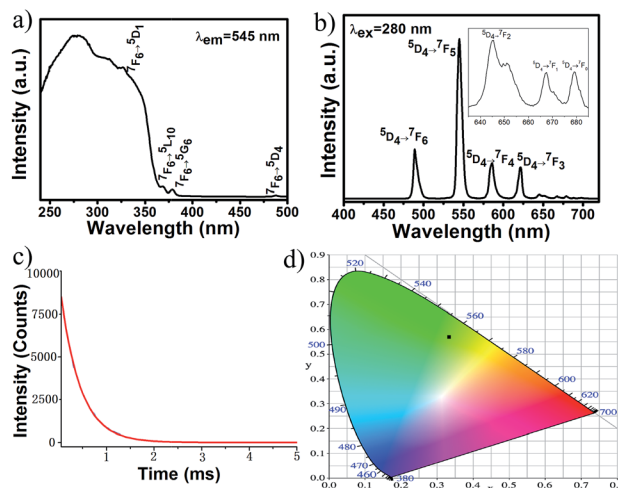 a)
λem=545 nm
⁷F₆→⁵D₁
⁷F₆→⁵L₁₀
⁷F₆→⁵G₆
⁷F₆→⁵D₄
Intensity (a.u.)
250 300 350 400 450 500
Wavelength (nm)
b)
λex=280 nm
⁵D₄→⁷F₆
⁵D₄→⁷F₅
⁵D₄→⁷F₄
⁵D₄→⁷F₃
⁵D₄→⁷F₂
⁵D₄→⁷F₁
⁵D₄→⁷F₀
640 650 660 670 680
Intensity (a.u.)
400 450 500 550 600 650 700
Wavelength (nm)
c)
10000
7500
5000
2500
0
Intensity (Counts)
1 2 3 4 5
Time (ms)
d)
0.9
0.8
0.7
0.6
0.5
0.4
0.3
0.2
0.1
0.0
y
520
540
560
500
580
600
620
700
490
480
470
460
380
0.0 0.1 0.2 0.3 0.4 0.5 0.6 0.7